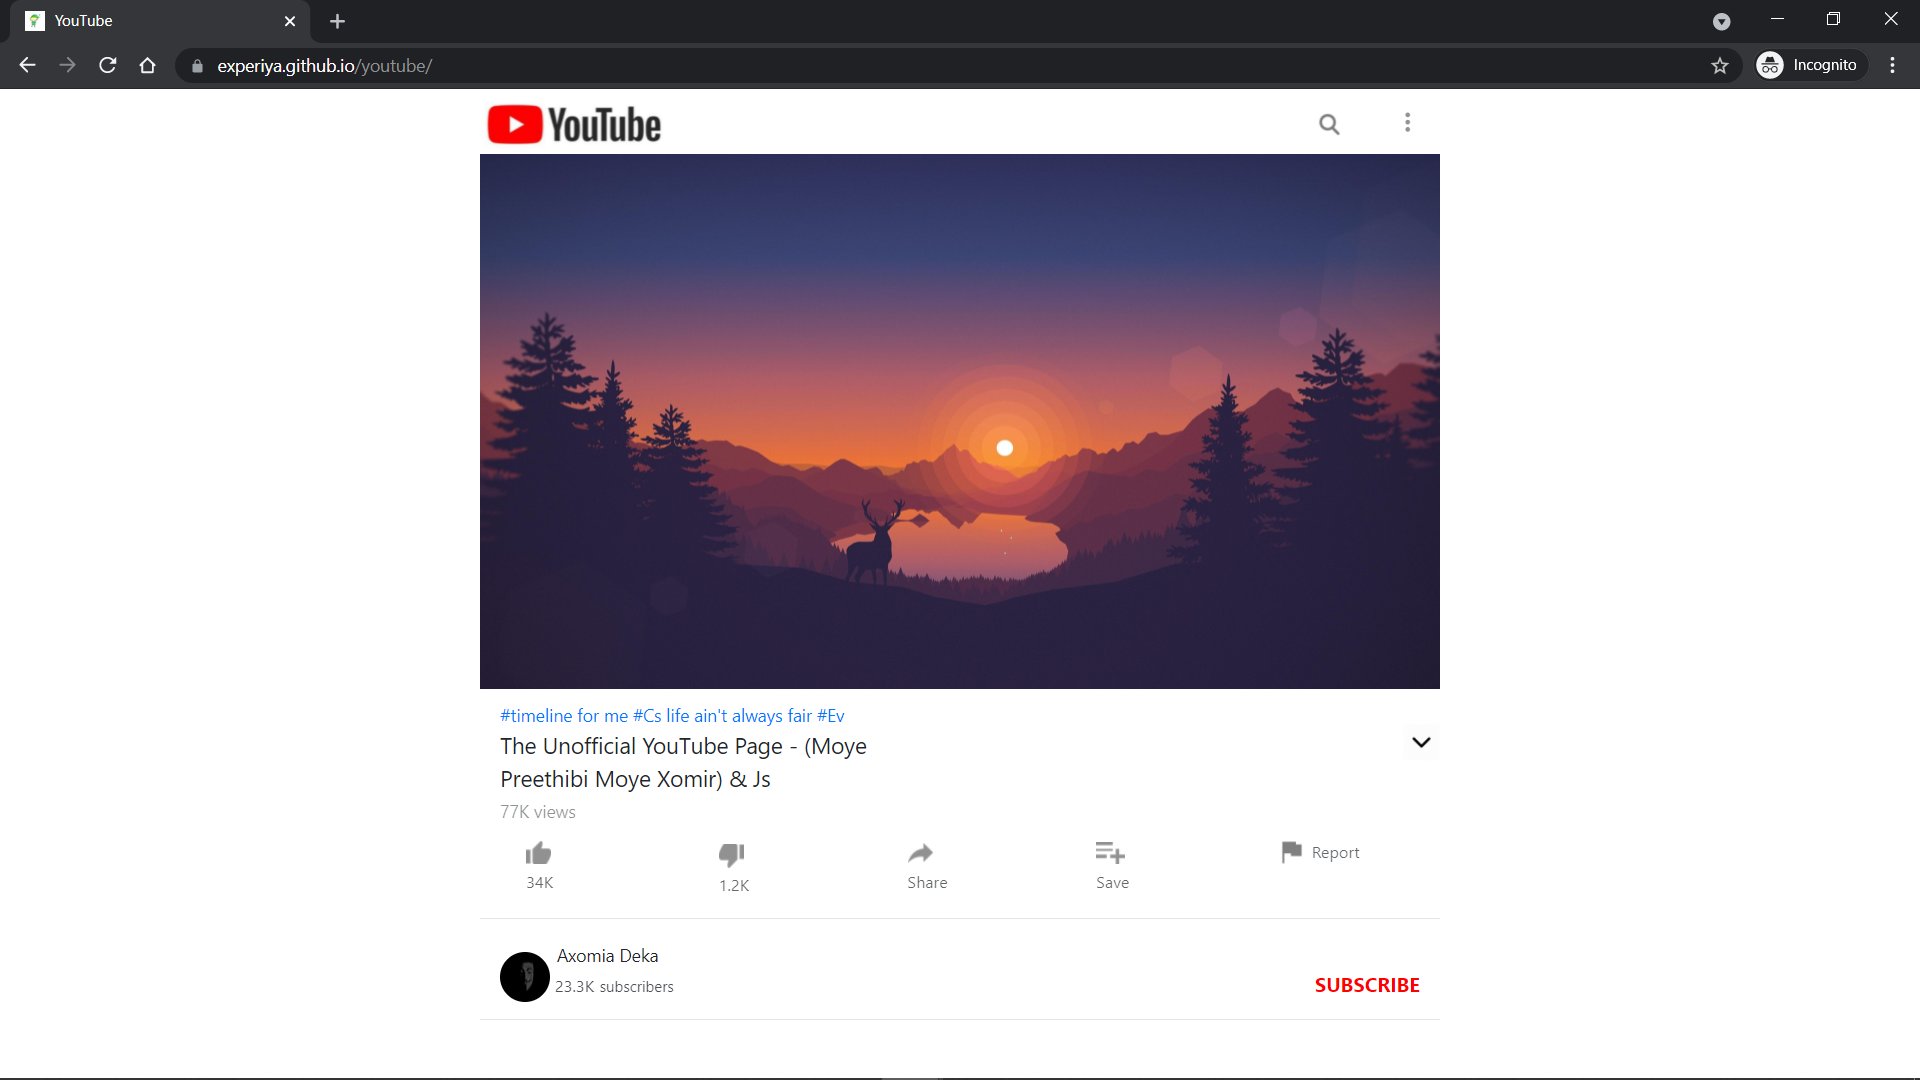 YouTube
experiya.github.io/youtube/
Incognito
YouTube
#timeline for me #Cs life ain't always fair #Ev
The Unofficial YouTube Page - (Moye
Preethibi Moye Xomir) & Js
77K views
34K
1.2K
Share
Save
Report
Axomia Deka
23.3K subscribers
SUBSCRIBE